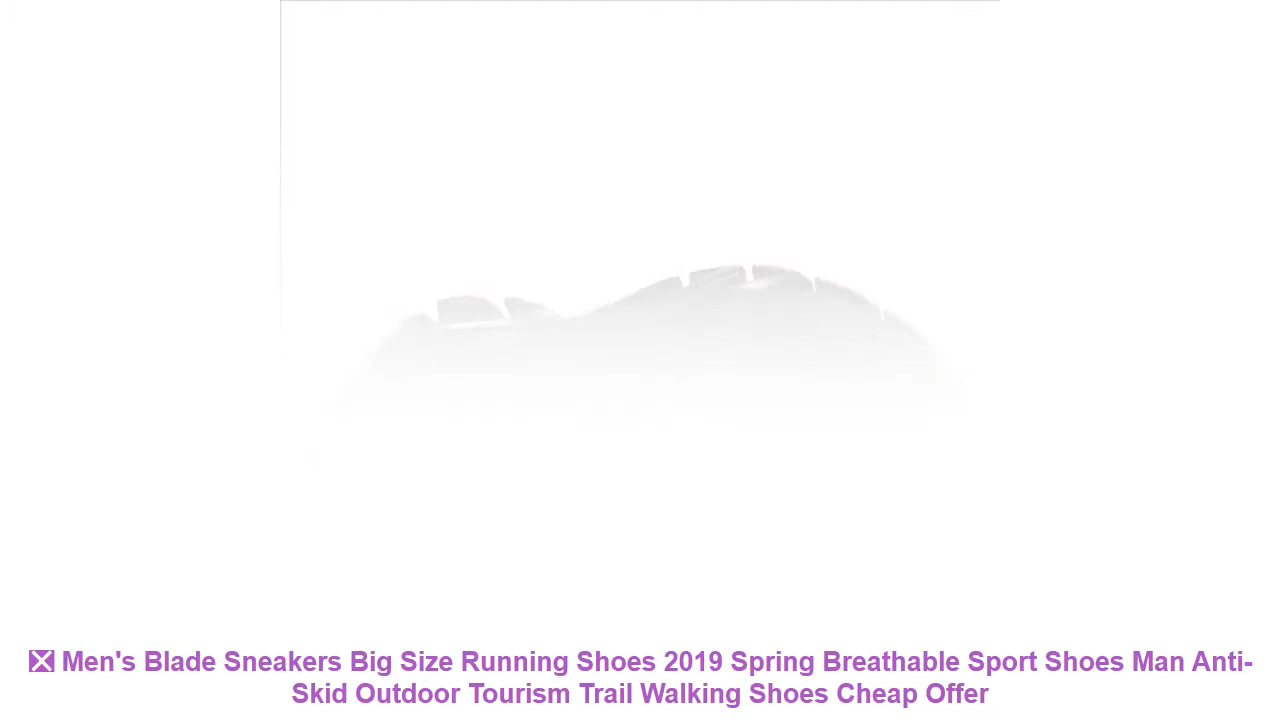 ❎ Men's Blade Sneakers Big Size Running Shoes 2019 Spring Breathable Sport Shoes Man Anti-
Skid Outdoor Tourism Trail Walking Shoes Cheap Offer